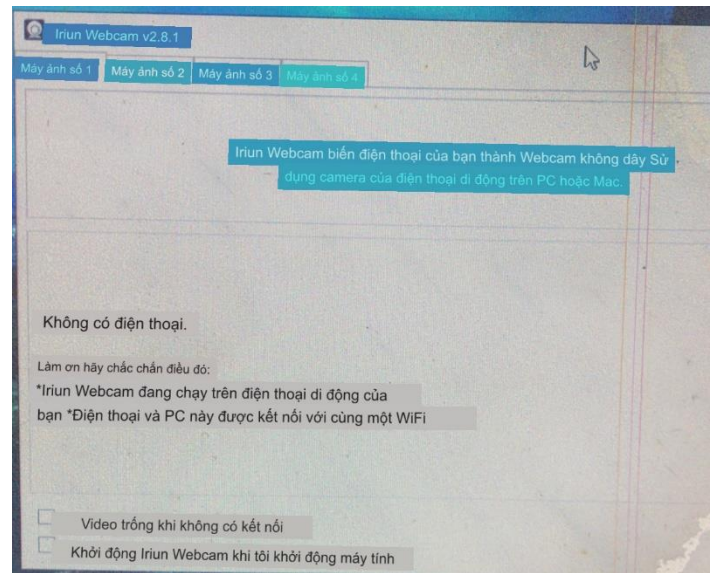 Iriun Webcam v2.8.1
Máy ảnh số 1 Máy ảnh số 2 Máy ảnh số 3 Máy ảnh số 4
Iriun Webcam biến điện thoại của bạn thành Webcam không dây Sử
dụng camera của điện thoại di động trên PC hoặc Mac.
Không có điện thoại.
Làm ơn hãy chắc chắn điều đó:
*Iriun Webcam đang chạy trên điện thoại di động của
bạn *Điện thoại và PC này được kết nối với cùng một WiFi
Video trống khi không có kết nối
Khởi động Iriun Webcam khi tôi khởi động máy tính